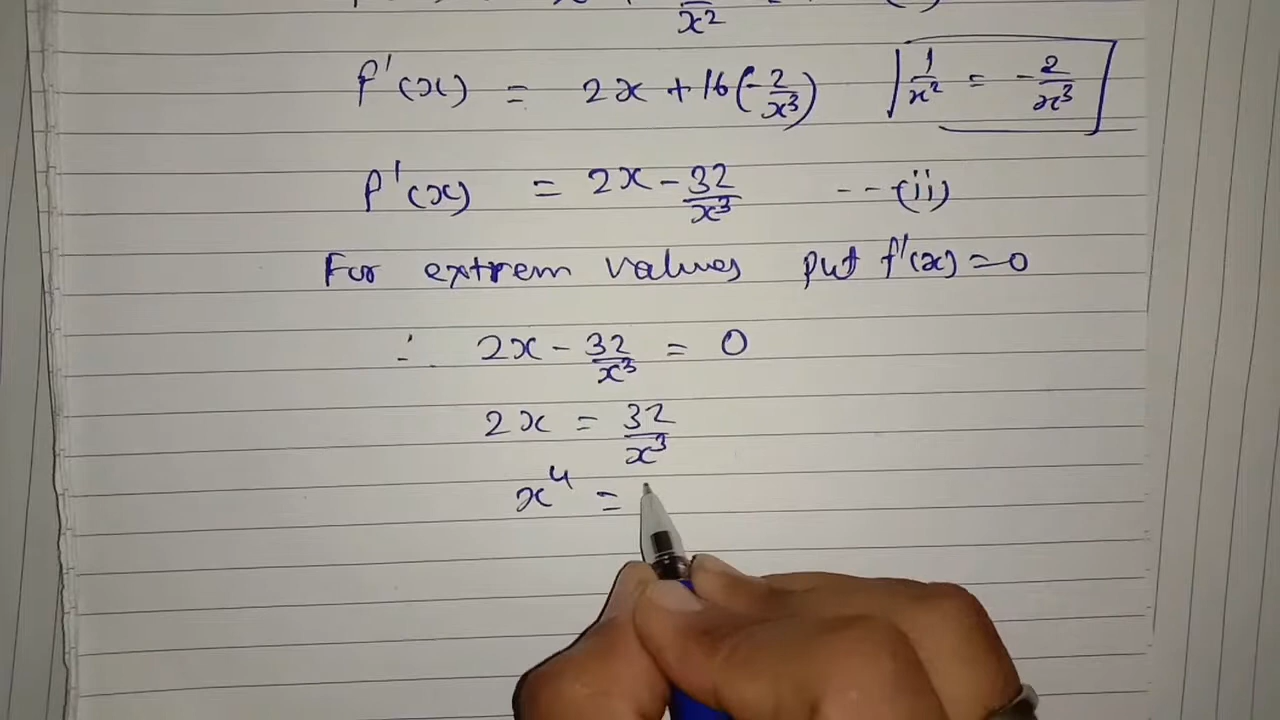 x²
f'(x) = 2x + 16(-2/x³) | 1/x² = -2/x³
f'(x) = 2x - 32/x³ --(ii)
For extrem values put f'(x)=0
∴ 2x - 32/x³ = 0
2x = 32/x³
x⁴ =